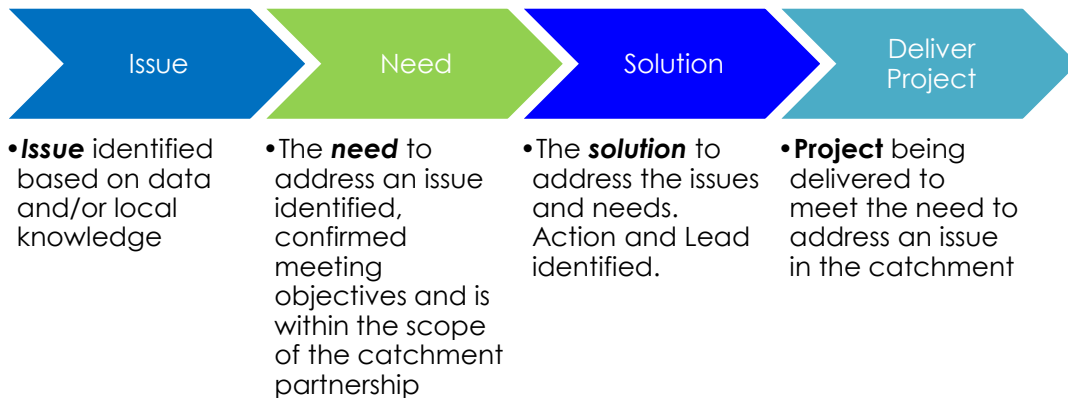 Issue
Need
Solution
Deliver
Project
•Issue identified
based on data
and/or local
knowledge
•The need to
address an issue
identified,
confirmed
meeting
objectives and is
within the scope
of the catchment
partnership
•The solution to
address the issues
and needs.
Action and Lead
identified.
•Project being
delivered to
meet the need to
address an issue
in the catchment